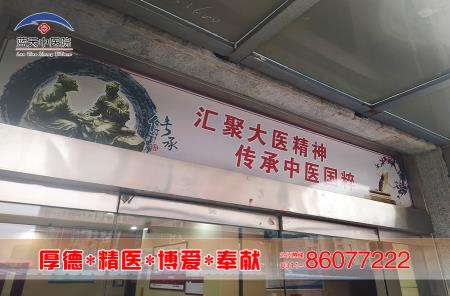 蓝天中医院
传承
汇聚大医精神
传承中医国粹
厚德*精医*博爱*奉献
86077222